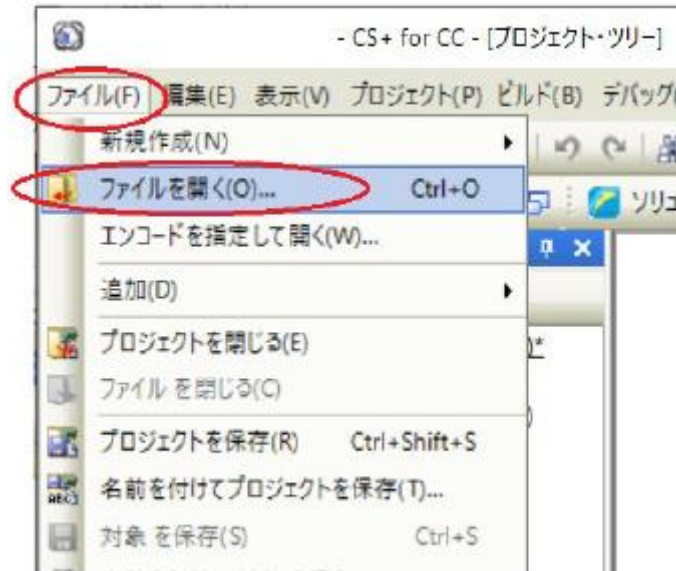 - CS+ for CC - [プロジェクト・ツリー]
ファイル(F) 編集(E) 表示(V) プロジェクト(P) ビルド(B) デバッグ(
新規作成(N)
ファイルを開く(O)... Ctrl+O
ソリュ
エンコードを指定して開く(W)...
追加(D)
プロジェクトを閉じる(E)
ファイル を閉じる(C)
プロジェクトを保存(R) Ctrl+Shift+S
名前を付けてプロジェクトを保存(T)...
対象 を保存(S) Ctrl+S